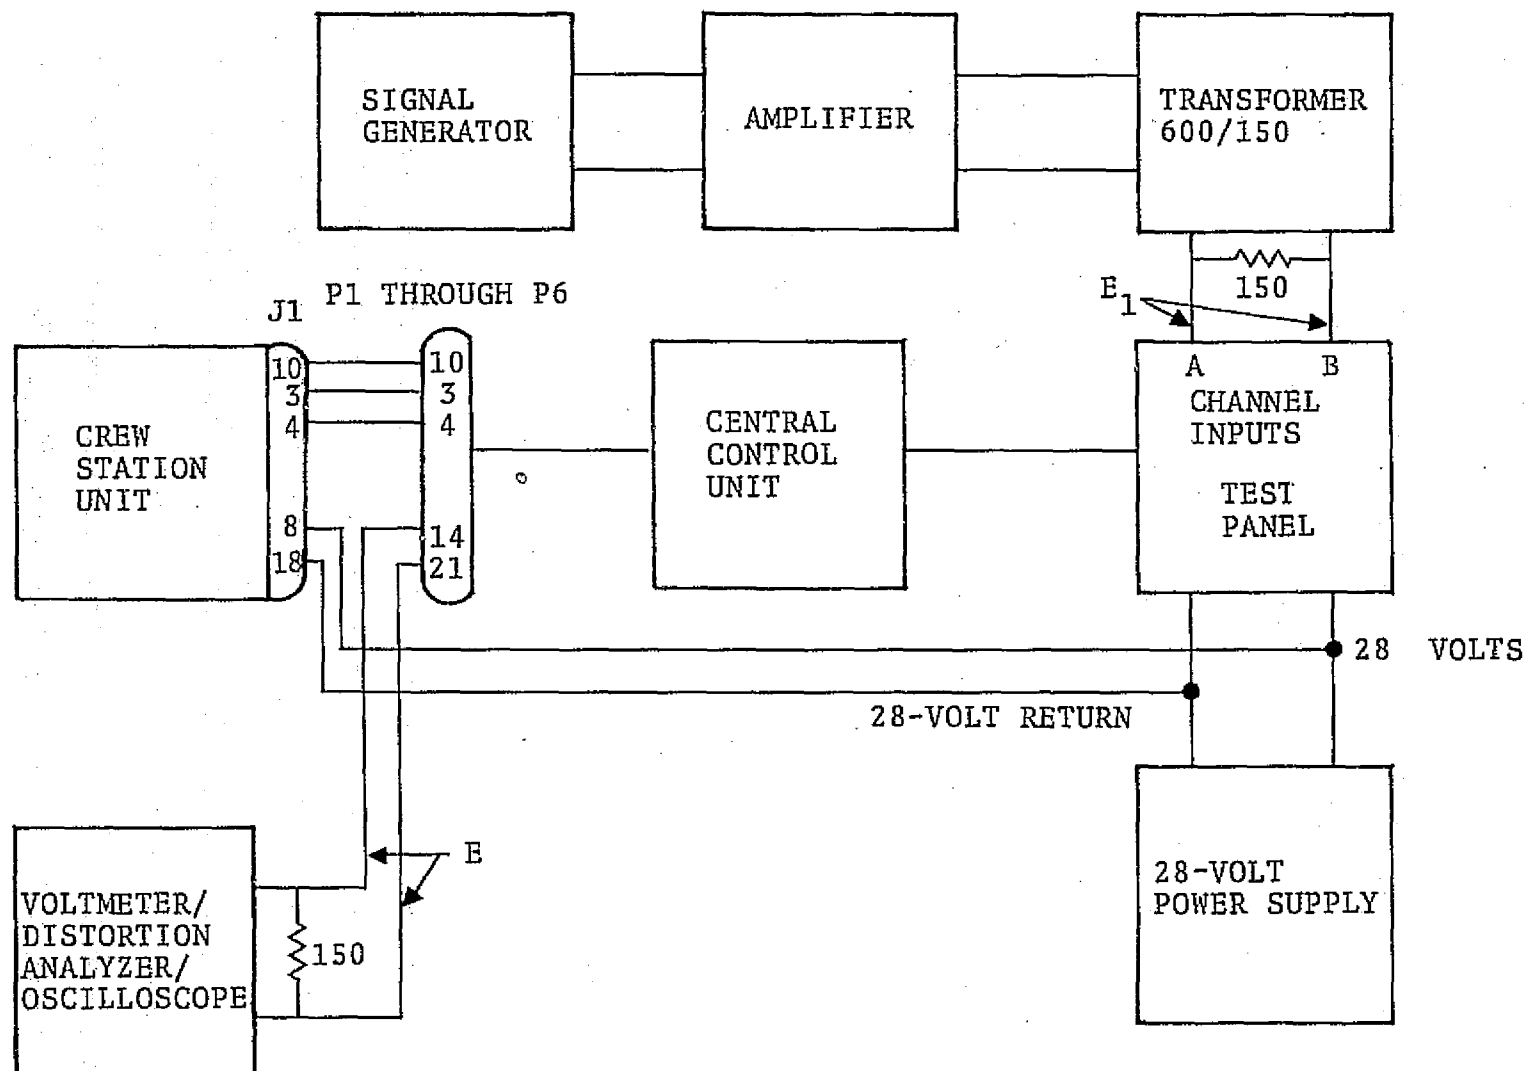 SIGNAL
GENERATOR
AMPLIFIER
TRANSFORMER
600/150
150
E1
J1
P1 THROUGH P6
10
3
4
8
18
10
3
4
14
21
CREW
STATION
UNIT
CENTRAL
CONTROL
UNIT
A B
CHANNEL
INPUTS
TEST
PANEL
28 VOLTS
28-VOLT RETURN
E
VOLTMETER/
DISTORTION
ANALYZER/
OSCILLOSCOPE
150
28-VOLT
POWER SUPPLY